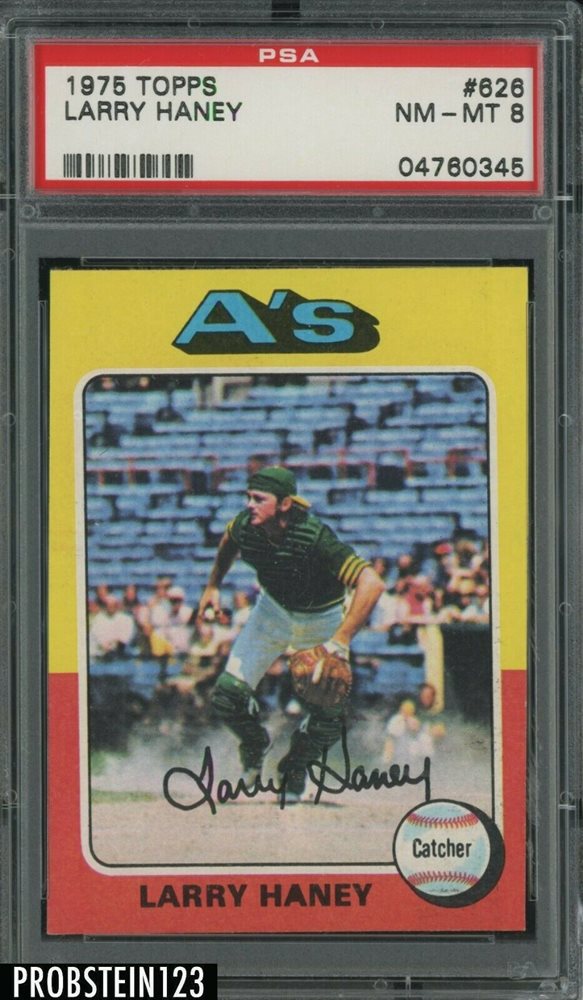 PSA
1975 TOPPS #626
LARRY HANEY NM - MT 8
04760345
A's
Larry Haney
Catcher
LARRY HANEY
PROBSTEIN123